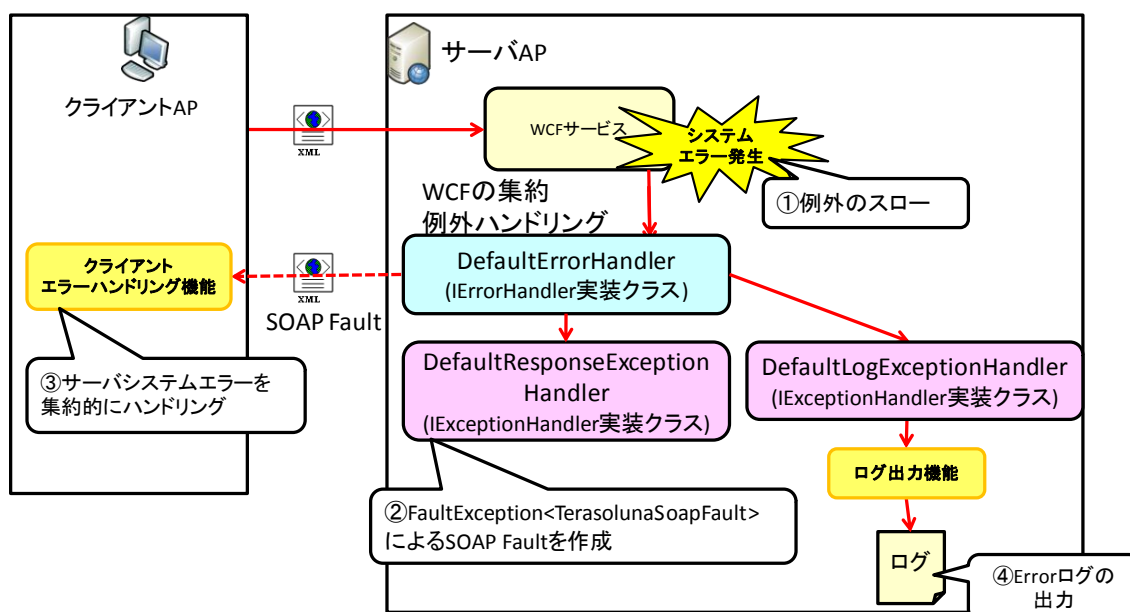 クライアントAP
サーバAP
XML
WCFサービス
システム
エラー発生
①例外のスロー
WCFの集約
例外ハンドリング
クライアント
エラーハンドリング機能
XML
SOAP Fault
DefaultErrorHandler
(IErrorHandler実装クラス)
③サーバシステムエラーを
集約的にハンドリング
DefaultResponseException
Handler
(IExceptionHandler実装クラス)
DefaultLogExceptionHandler
(IExceptionHandler実装クラス)
ログ出力機能
②FaultException<TerasolunaSoapFault>
によるSOAP Faultを作成
ログ
④Errorログの
出力